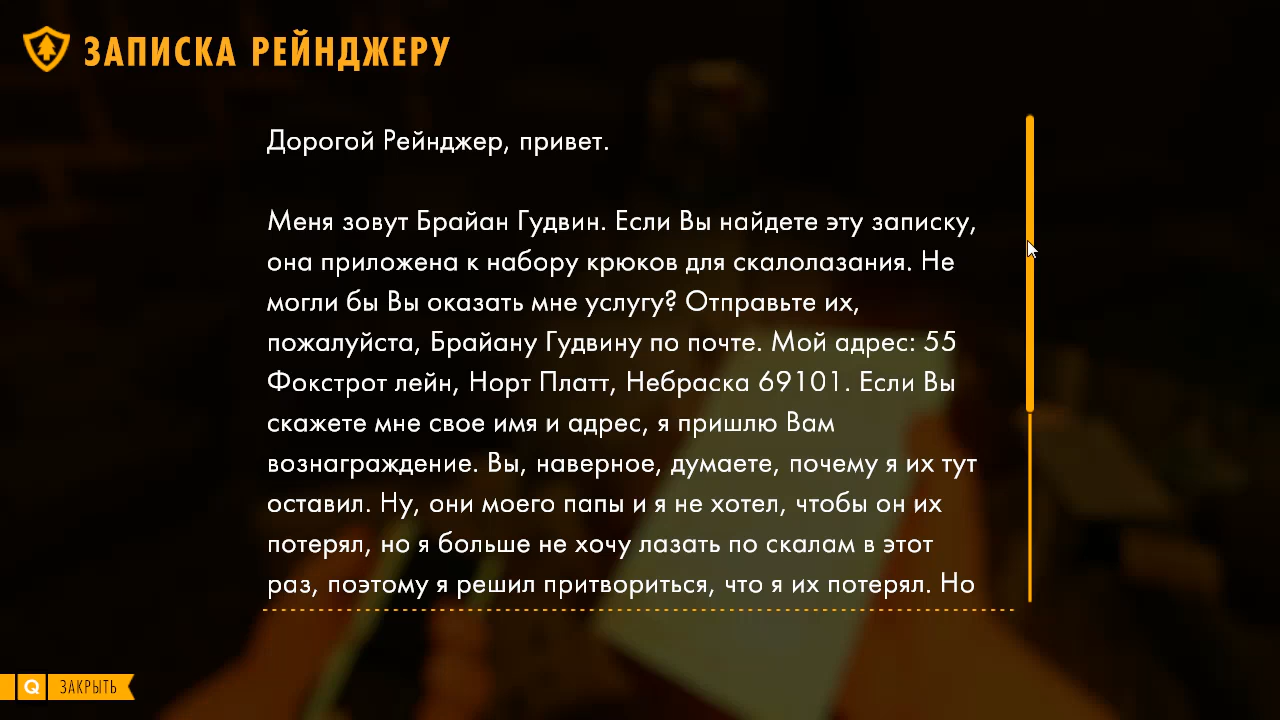 ЗАПИСКА РЕЙНДЖЕРУ
Дорогой Рейнджер, привет.
Меня зовут Брайан Гудвин. Если Вы найдете эту записку,
она приложена к набору крюков для скалолазания. Не
могли бы Вы оказать мне услугу? Отправьте их,
пожалуйста, Брайану Гудвину по почте. Мой адрес: 55
Фокстрот лейн, Норт Платт, Небраска 69101. Если Вы
скажете мне свое имя и адрес, я пришлю Вам
вознаграждение. Вы, наверное, думаете, почему я их тут
оставил. Ну, они моего папы и я не хотел, чтобы он их
потерял, но я больше не хочу лазать по скалам в этот
раз, поэтому я решил притвориться, что я их потерял. Но
Q ЗАКРЫТЬ